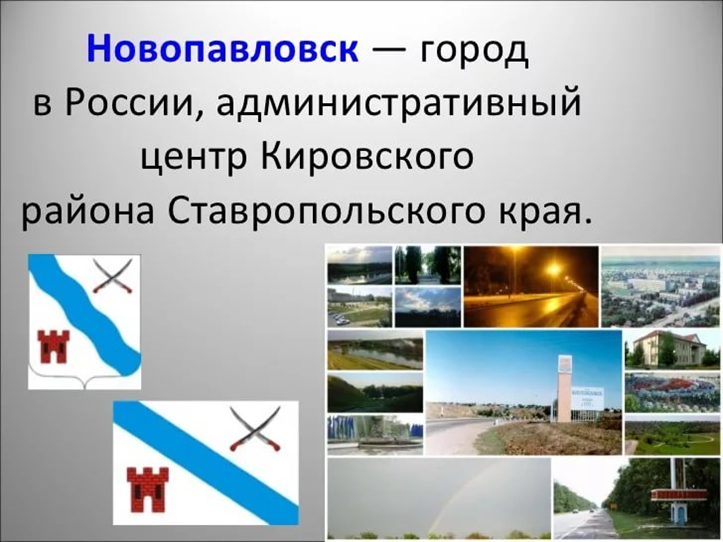 Новопавловск — город
в России, административный
центр Кировского
района Ставропольского края.